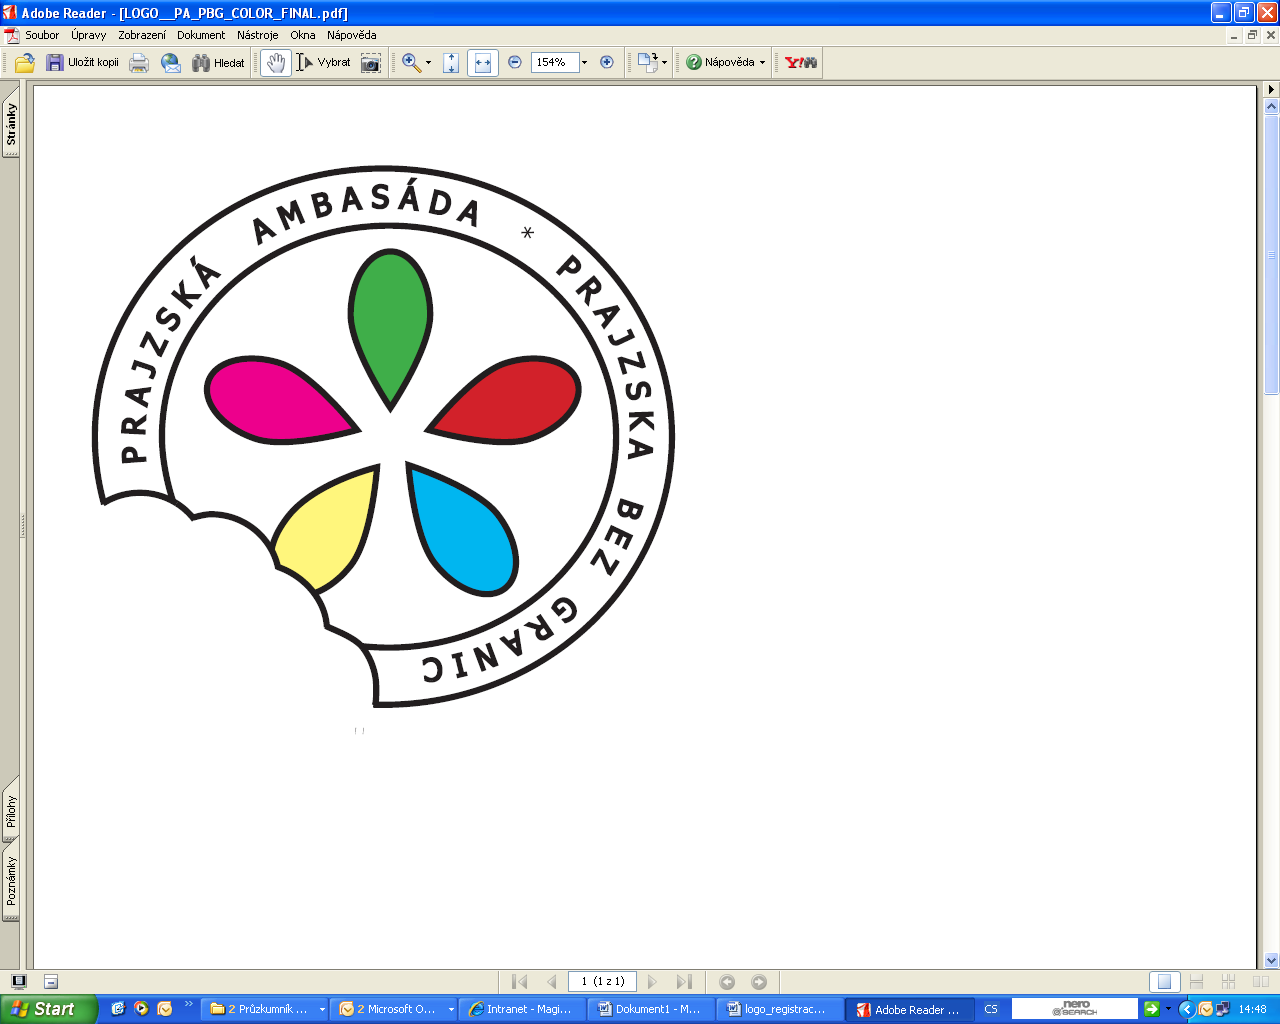 Adobe Reader - [LOGO__PA_PBG_COLOR_FINAL.pdf]
Soubor Úpravy Zobrazení Dokument Nástroje Okna Nápověda
Uložit kopii Hledat Vybrat 154% Nápověda Y!
Stránky
PRAJZSKÁ AMBASÁDA * PRAJZSKA BEZ GRANIC
Přílohy
Poznámky
1 (1 z 1)
Start 2 Průzkumník ... 2 Microsoft O... Intranet - Magi... Dokument1 - M... logo_registrac... Adobe Reader ... CS nero SEARCH 14:48